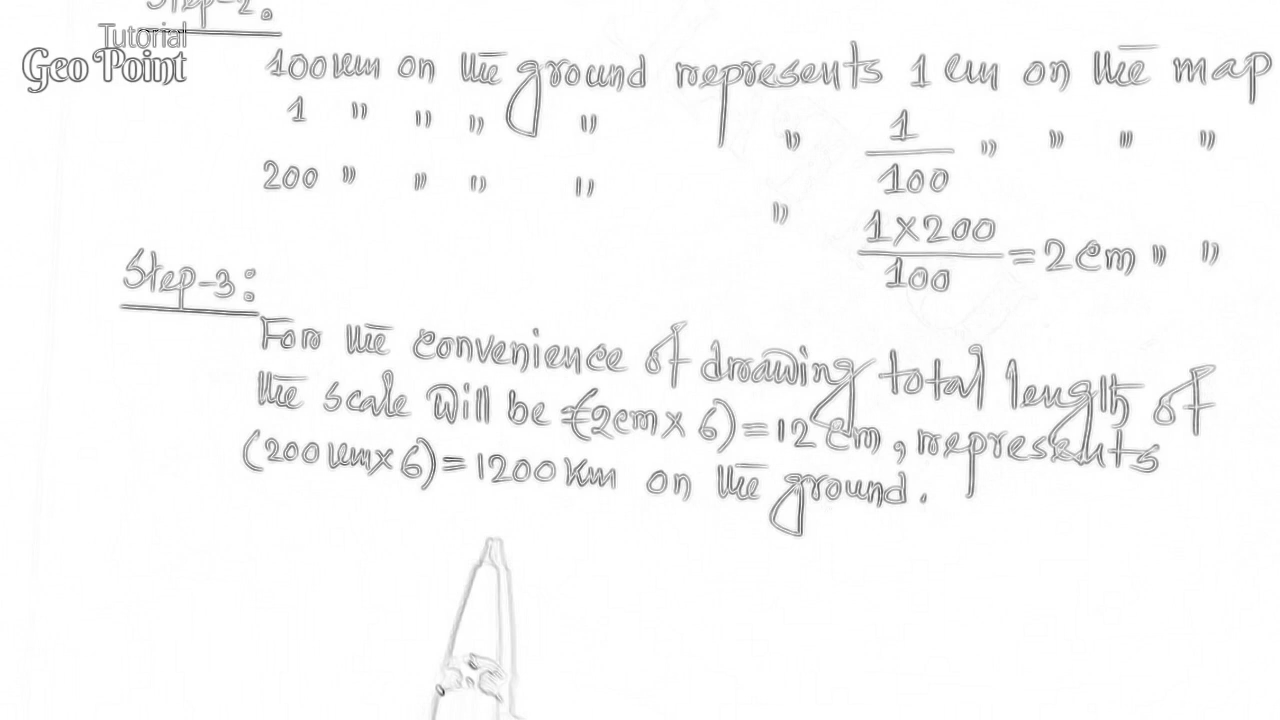 Step-2:
Tutorial
Geo Point
100 km on the ground represents 1 cm on the map
1 " " " " " 1/100 " " " "
200 " " " " " (1×200)/100 = 2 cm " "
Step-3:
For the convenience of drawing total length of
the scale will be (2cm × 6) = 12 cm, represents
(200 km × 6) = 1200 km on the ground.